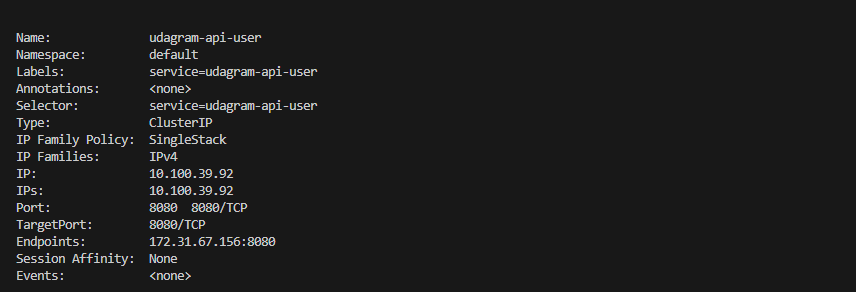 Name:              udagram-api-user
Namespace:         default
Labels:            service=udagram-api-user
Annotations:       <none>
Selector:          service=udagram-api-user
Type:              ClusterIP
IP Family Policy:  SingleStack
IP Families:       IPv4
IP:                10.100.39.92
IPs:               10.100.39.92
Port:              8080  8080/TCP
TargetPort:        8080/TCP
Endpoints:         172.31.67.156:8080
Session Affinity:  None
Events:            <none>